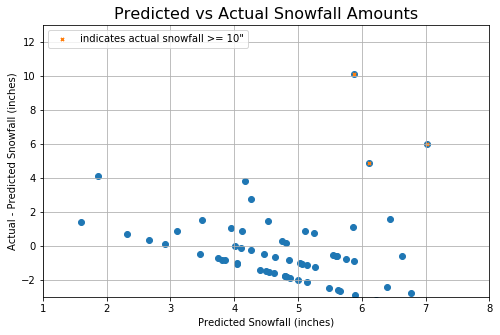 Predicted vs Actual Snowfall Amounts
indicates actual snowfall >= 10"
Actual - Predicted Snowfall (inches)
12
10
8
6
4
2
0
−2
1 2 3 4 5 6 7 8
Predicted Snowfall (inches)